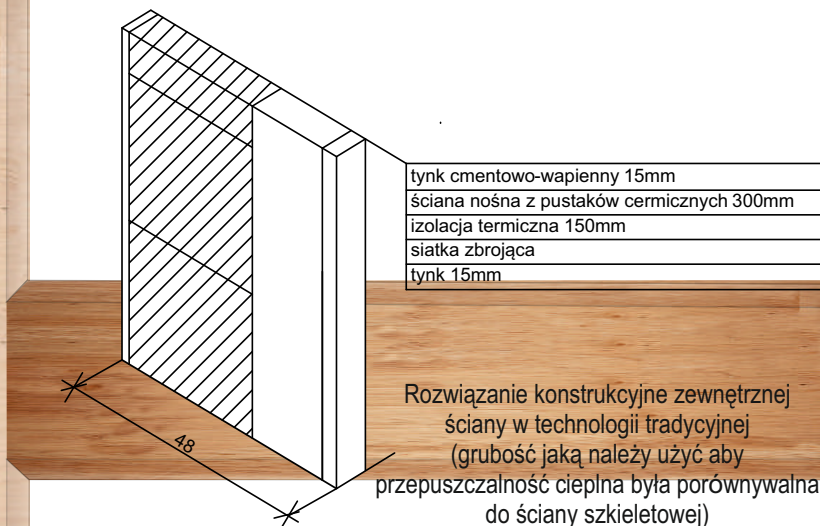 tynk cmentowo-wapienny 15mm
ściana nośna z pustaków cermicznych 300mm
izolacja termiczna 150mm
siatka zbrojąca
tynk 15mm
48
Rozwiązanie konstrukcyjne zewnętrznej
ściany w technologii tradycyjnej
(grubość jaką należy użyć aby
przepuszczalność cieplna była porównywalna
do ściany szkieletowej)